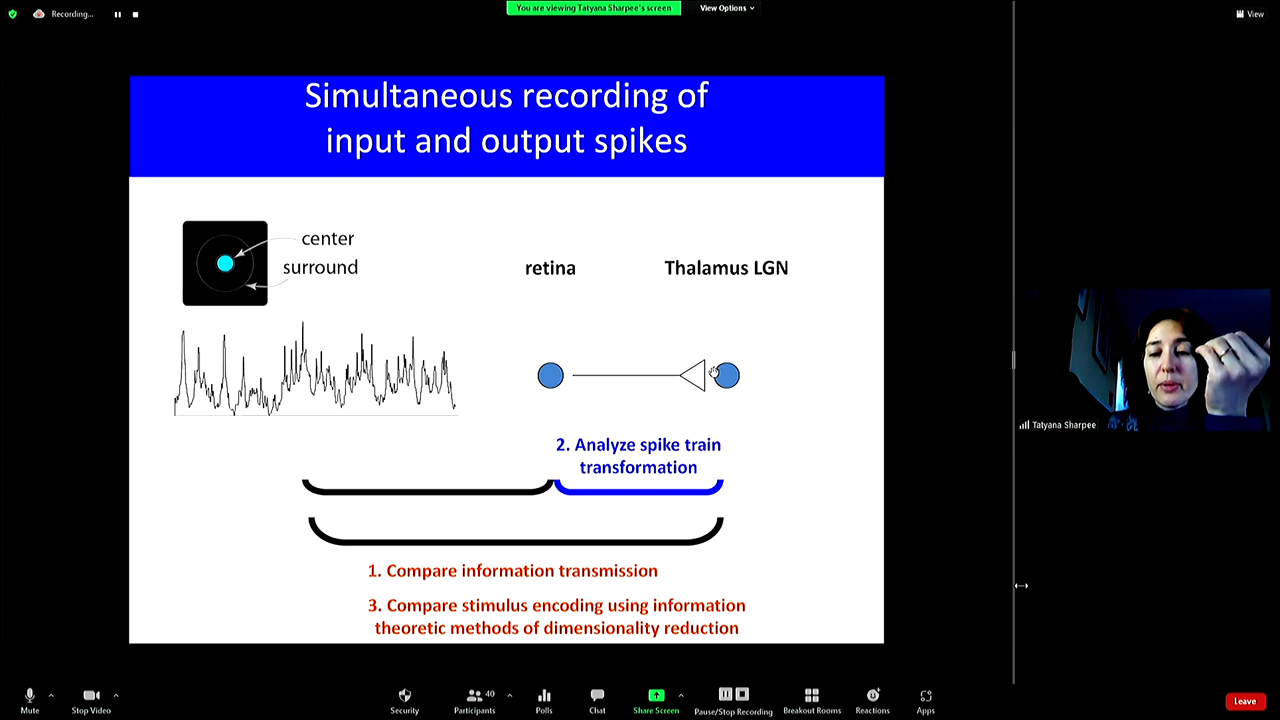 Recording...
You are viewing Tatyana Sharpee's screen
View Options
View
Simultaneous recording of
input and output spikes
center
surround
retina
Thalamus LGN
2. Analyze spike train
transformation
1. Compare information transmission
3. Compare stimulus encoding using information
theoretic methods of dimensionality reduction
Tatyana Sharpee
Mute
Stop Video
Security
Participants
40
Polls
Chat
Share Screen
Pause/Stop Recording
Breakout Rooms
Reactions
Apps
Leave